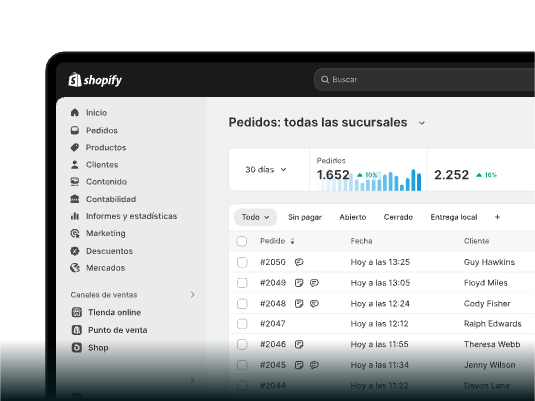 shopify
Buscar
Inicio
Pedidos
Productos
Clientes
Contenido
Contabilidad
Informes y estadísticas
Marketing
Descuentos
Mercados
Canales de ventas
Tienda online
Punto de venta
Shop
Pedidos: todas las sucursales
30 días
Pedidos
1.652 10%
2.252 16%
Todo Sin pagar Abierto Cerrado Entrega local +
Pedido Fecha Cliente
#2050 Hoy a las 13:25 Guy Hawkins
#2049 Hoy a las 13:05 Floyd Miles
#2048 Hoy a las 12:24 Cody Fisher
#2047 Hoy a las 12:12 Ralph Edwards
#2046 Hoy a las 11:55 Theresa Webb
#2045 Hoy a las 11:34 Jenny Wilson
#2044 Hoy a las 11:22 Devon Lane